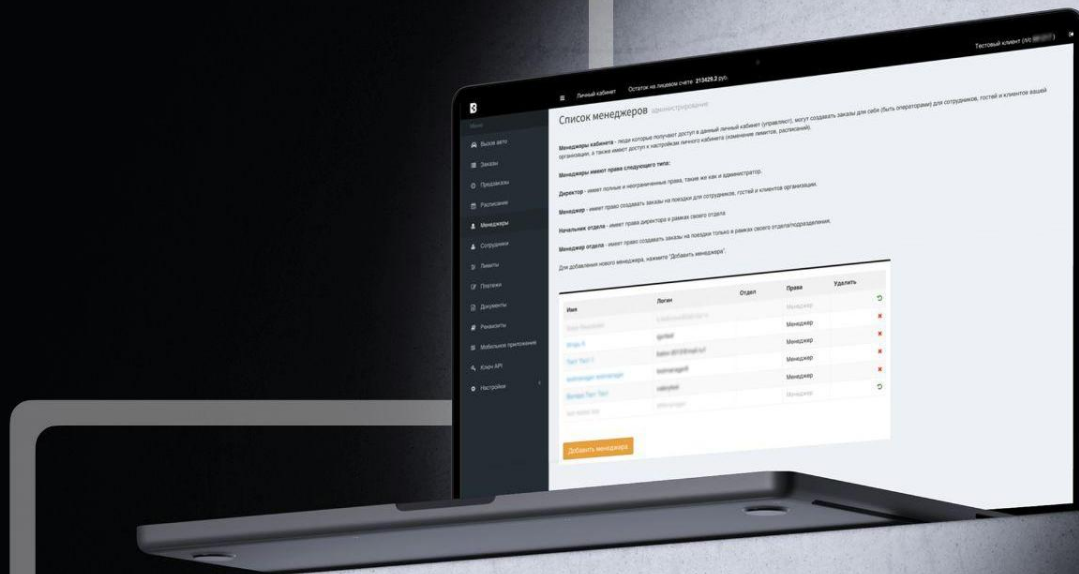 Личный кабинет Остаток на лицевом счете 213429.2 руб. Тестовый клиент (л/с
Меню
Список менеджеров администрирование
Вызов авто
Менеджеры кабинета - люди которые получают доступ в данный личный кабинет (управляют), могут создавать заказы для себя (быть операторами) для сотрудников, гостей и клиентов вашей
организации, а также имеют доступ к настройкам личного кабинета (изменение лимитов, расписаний).
Заказы
Менеджеры имеют права следующего типа:
Предзаказы
Директор - имеет полные и неограниченные права, такие же как и администратор.
Расписание
Менеджер - имеет право создавать заказы на поездки для сотрудников, гостей и клиентов организации.
Менеджеры
Начальник отдела - имеет права директора в рамках своего отдела
Сотрудники
Менеджер отдела - имеет право создавать заказы на поездки только в рамках своего отдела/подразделения.
Лимиты
Для добавления нового менеджера, нажмите "Добавить менеджера".
Платежи
Документы
Реквизиты
Мобильное приложение
Ключ API
Настройки
Имя Логин Отдел Права Удалить
Менеджер
Менеджер
Менеджер
Менеджер
Менеджер
Менеджер
Добавить менеджера